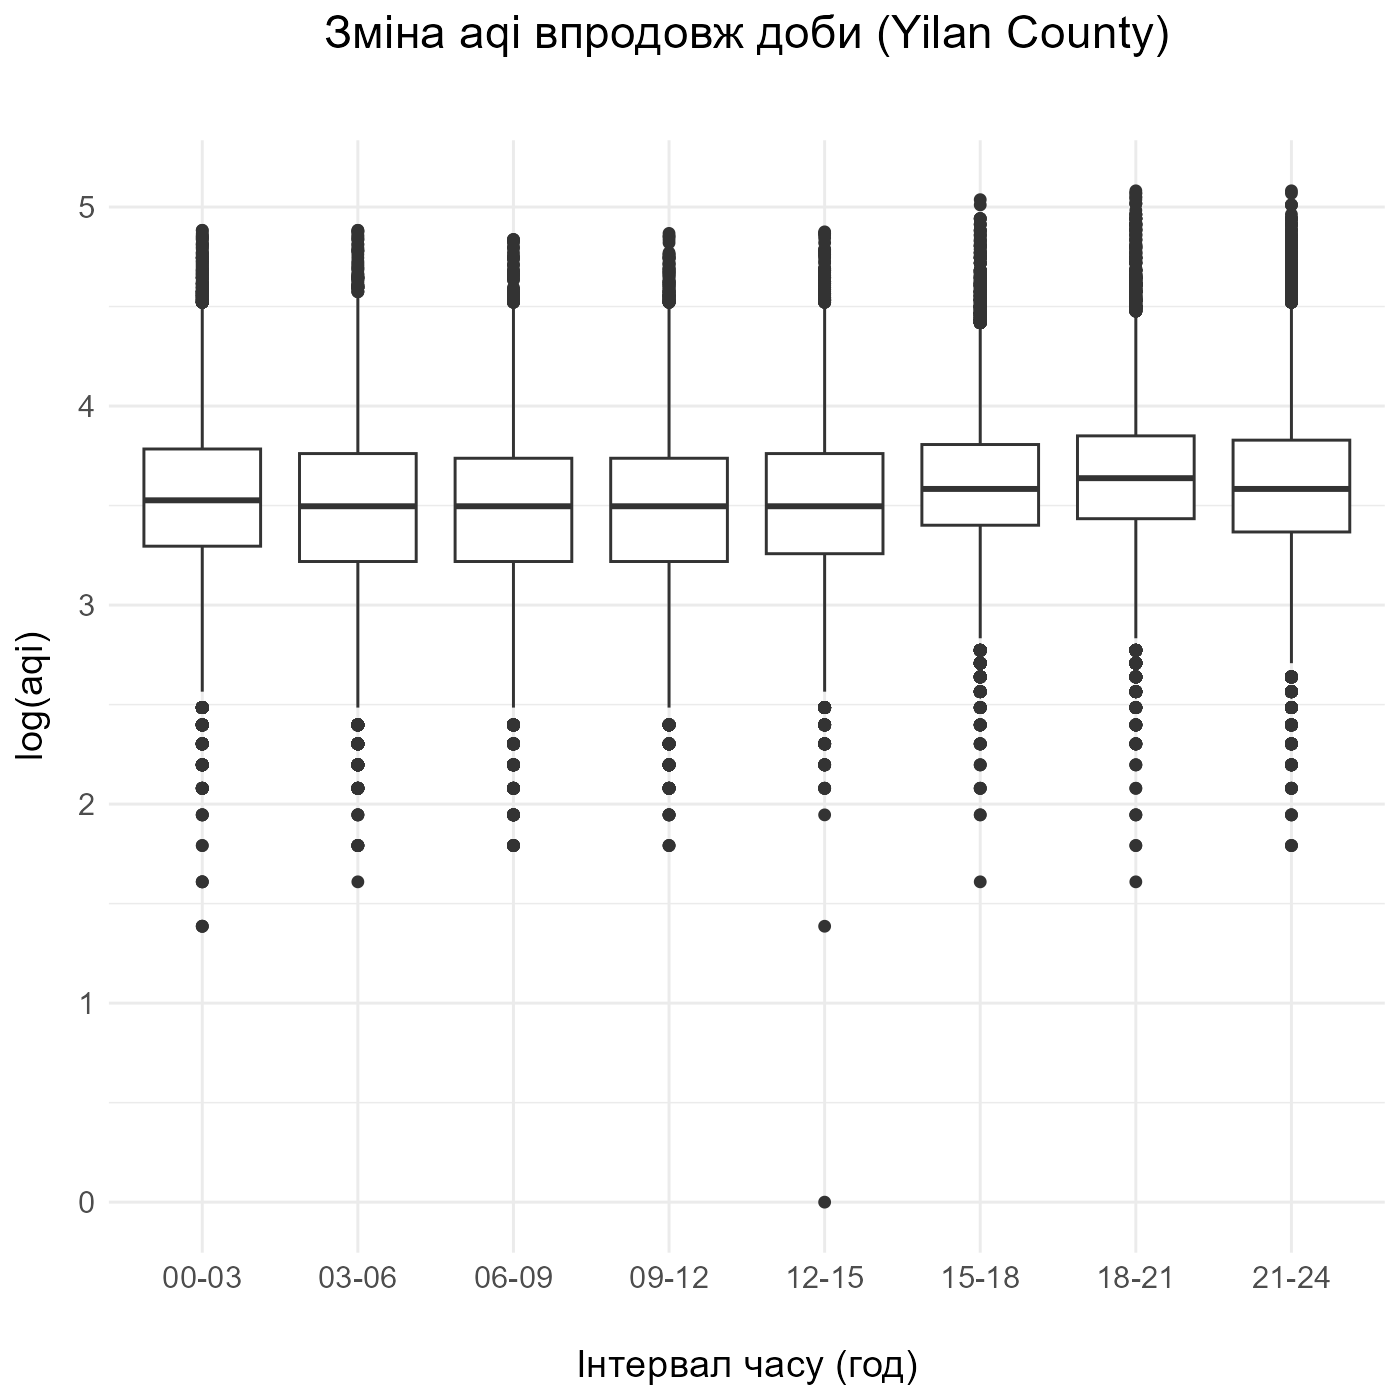 Зміна aqi впродовж доби (Yilan County)
log(aqi)
5
4
3
2
1
0
00-03 03-06 06-09 09-12 12-15 15-18 18-21 21-24
Інтервал часу (год)